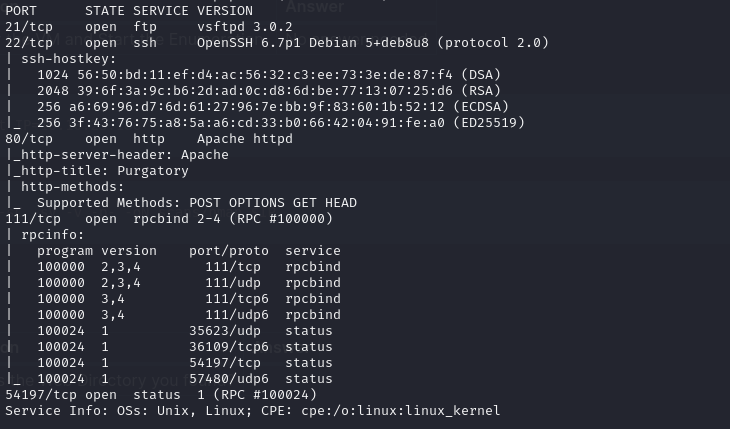 PORT      STATE SERVICE VERSION
21/tcp    open  ftp     vsftpd 3.0.2
22/tcp    open  ssh     OpenSSH 6.7p1 Debian 5+deb8u8 (protocol 2.0)
| ssh-hostkey:
|   1024 56:50:bd:11:ef:d4:ac:56:32:c3:ee:73:3e:de:87:f4 (DSA)
|   2048 39:6f:3a:9c:b6:2d:ad:0c:d8:6d:be:77:13:07:25:d6 (RSA)
|   256 a6:69:96:d7:6d:61:27:96:7e:bb:9f:83:60:1b:52:12 (ECDSA)
|_  256 3f:43:76:75:a8:5a:a6:cd:33:b0:66:42:04:91:fe:a0 (ED25519)
80/tcp    open  http    Apache httpd
|_http-server-header: Apache
|_http-title: Purgatory
| http-methods:
|_  Supported Methods: POST OPTIONS GET HEAD
111/tcp   open  rpcbind 2-4 (RPC #100000)
| rpcinfo:
|   program version    port/proto  service
|   100000  2,3,4        111/tcp   rpcbind
|   100000  2,3,4        111/udp   rpcbind
|   100000  3,4          111/tcp6  rpcbind
|   100000  3,4          111/udp6  rpcbind
|   100024  1          35623/udp   status
|   100024  1          36109/tcp6  status
|   100024  1          54197/tcp   status
|_  100024  1          57480/udp6  status
54197/tcp open  status  1 (RPC #100024)
Service Info: OSs: Unix, Linux; CPE: cpe:/o:linux:linux_kernel